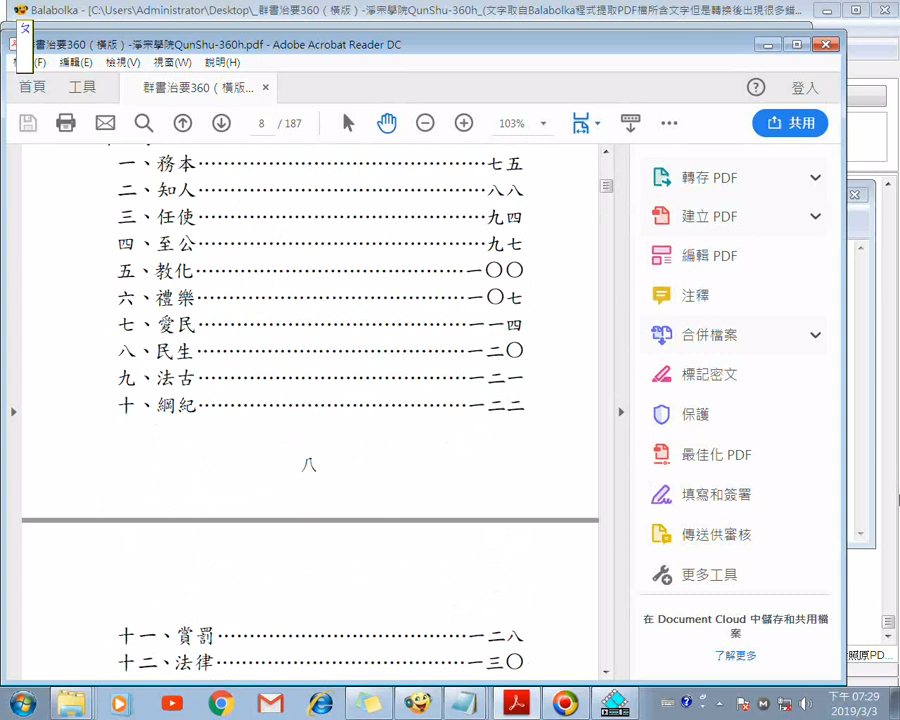 Balabolka - [C:\Users\Administrator\Desktop\_群書治要360（橫版）-淨宗學院QunShu-360h_(文字取自Balabolka程式提取PDF檔所含文字但是轉換後出現很多錯...
ㄆ
群書治要360（橫版）-淨宗學院QunShu-360h.pdf - Adobe Acrobat Reader DC
(F) 編輯(E) 檢視(V) 視窗(W) 說明(H)
首頁 工具 群書治要360（橫版... × 登入
8 / 187 103% 共用
一、務本⋯⋯⋯⋯⋯⋯⋯⋯⋯⋯七五
二、知人⋯⋯⋯⋯⋯⋯⋯⋯⋯⋯八八
三、任使⋯⋯⋯⋯⋯⋯⋯⋯⋯⋯九四
四、至公⋯⋯⋯⋯⋯⋯⋯⋯⋯⋯九七
五、教化⋯⋯⋯⋯⋯⋯⋯⋯⋯⋯一〇〇
六、禮樂⋯⋯⋯⋯⋯⋯⋯⋯⋯⋯一〇七
七、愛民⋯⋯⋯⋯⋯⋯⋯⋯⋯⋯一一四
八、民生⋯⋯⋯⋯⋯⋯⋯⋯⋯⋯一二〇
九、法古⋯⋯⋯⋯⋯⋯⋯⋯⋯⋯一二一
十、綱紀⋯⋯⋯⋯⋯⋯⋯⋯⋯⋯一二二
八
十一、賞罰⋯⋯⋯⋯⋯⋯⋯⋯⋯一二八
十二、法律⋯⋯⋯⋯⋯⋯⋯⋯⋯一三〇
轉存 PDF
建立 PDF
編輯 PDF
注釋
合併檔案
標記密文
保護
最佳化 PDF
填寫和簽署
傳送供審核
更多工具
在 Document Cloud 中儲存和共用檔
案
了解更多
照原PD...
下午 07:29
2019/3/3